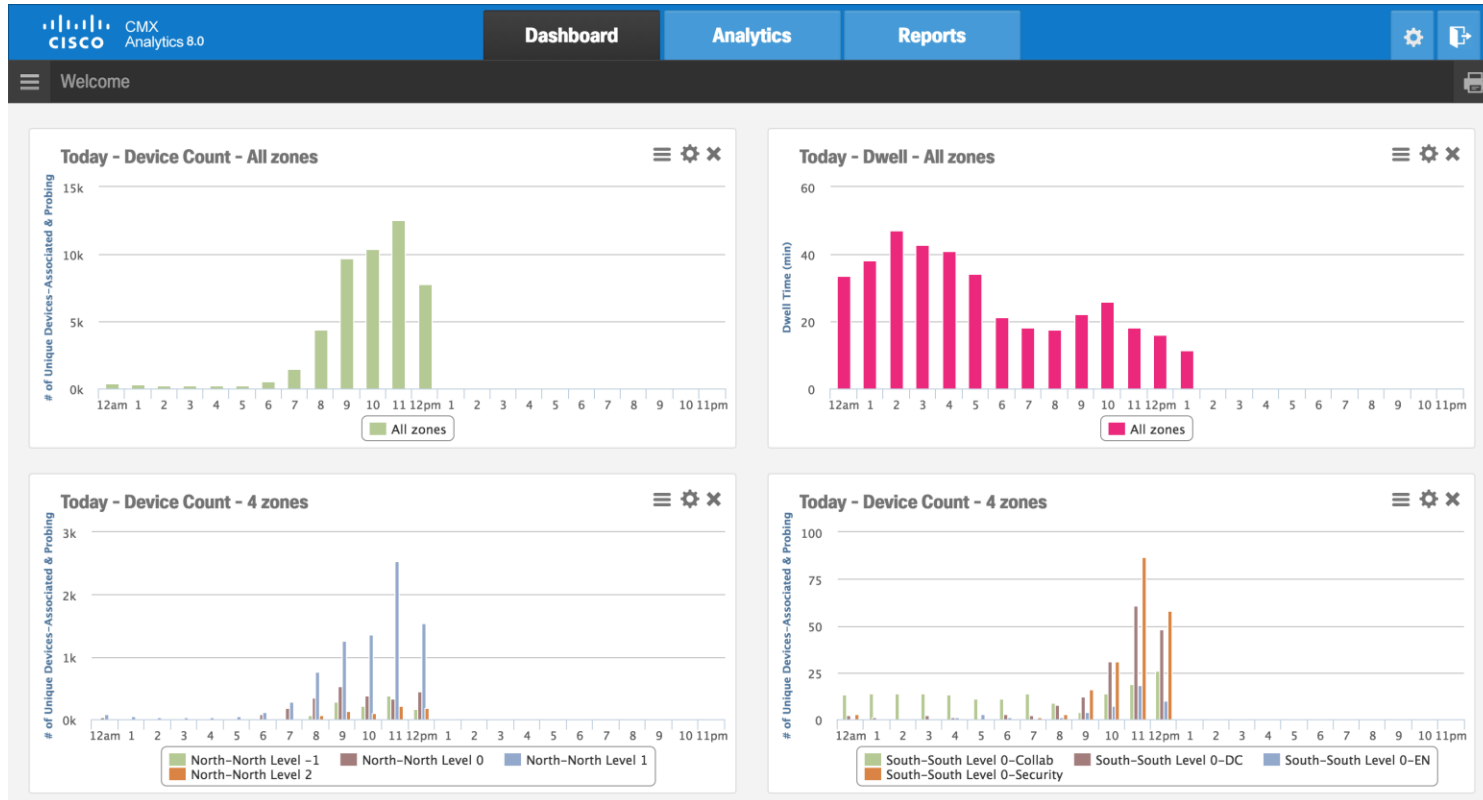 CISCO CMX Analytics 8.0
Dashboard
Analytics
Reports
Welcome
Today - Device Count - All zones
# of Unique Devices-Associated & Probing
15k
10k
5k
0k
12am 1 2 3 4 5 6 7 8 9 10 11 12pm 1 2 3 4 5 6 7 8 9 10 11pm
All zones
Today - Dwell - All zones
Dwell Time (min)
60
40
20
0
12am 1 2 3 4 5 6 7 8 9 10 11 12pm 1 2 3 4 5 6 7 8 9 10 11pm
All zones
Today - Device Count - 4 zones
# of Unique Devices-Associated & Probing
3k
2k
1k
0k
12am 1 2 3 4 5 6 7 8 9 10 11 12pm 1 2 3 4 5 6 7 8 9 10 11pm
North-North Level -1 North-North Level 0 North-North Level 1
North-North Level 2
Today - Device Count - 4 zones
# of Unique Devices-Associated & Probing
100
75
50
25
0
12am 1 2 3 4 5 6 7 8 9 10 11 12pm 1 2 3 4 5 6 7 8 9 10 11pm
South-South Level 0-Collab South-South Level 0-DC South-South Level 0-EN
South-South Level 0-Security